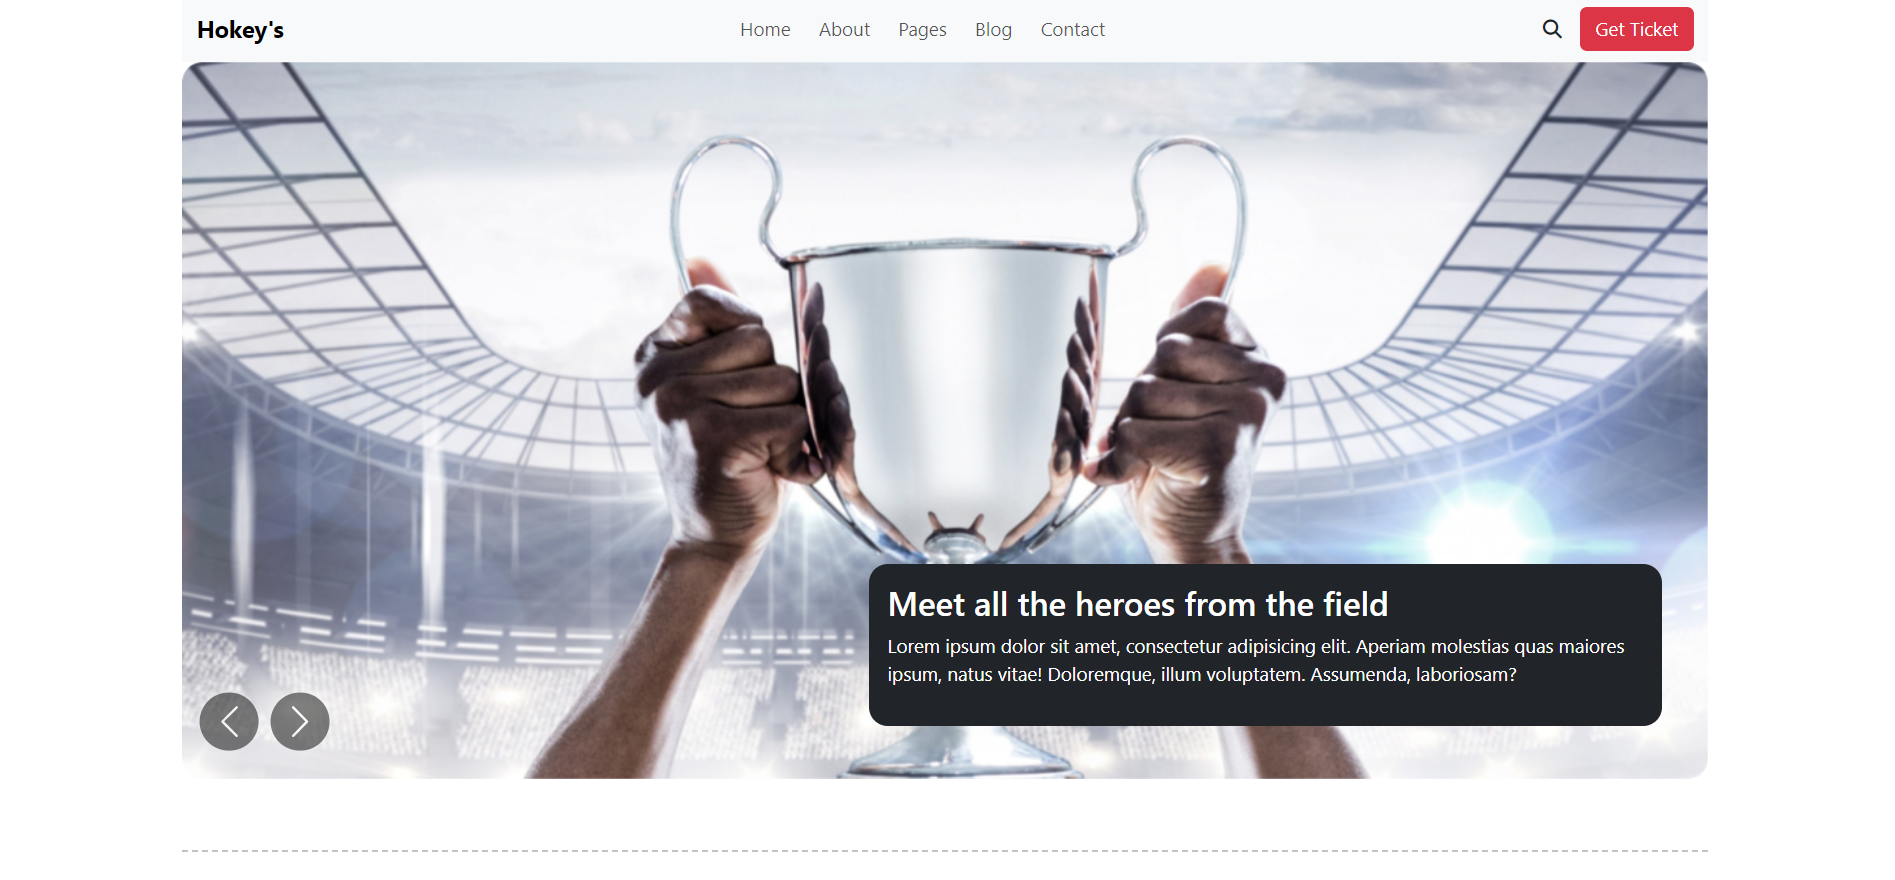 Hokey's
Home About Pages Blog Contact
Get Ticket
Meet all the heroes from the field
Lorem ipsum dolor sit amet, consectetur adipisicing elit. Aperiam molestias quas maiores
ipsum, natus vitae! Doloremque, illum voluptatem. Assumenda, laboriosam?